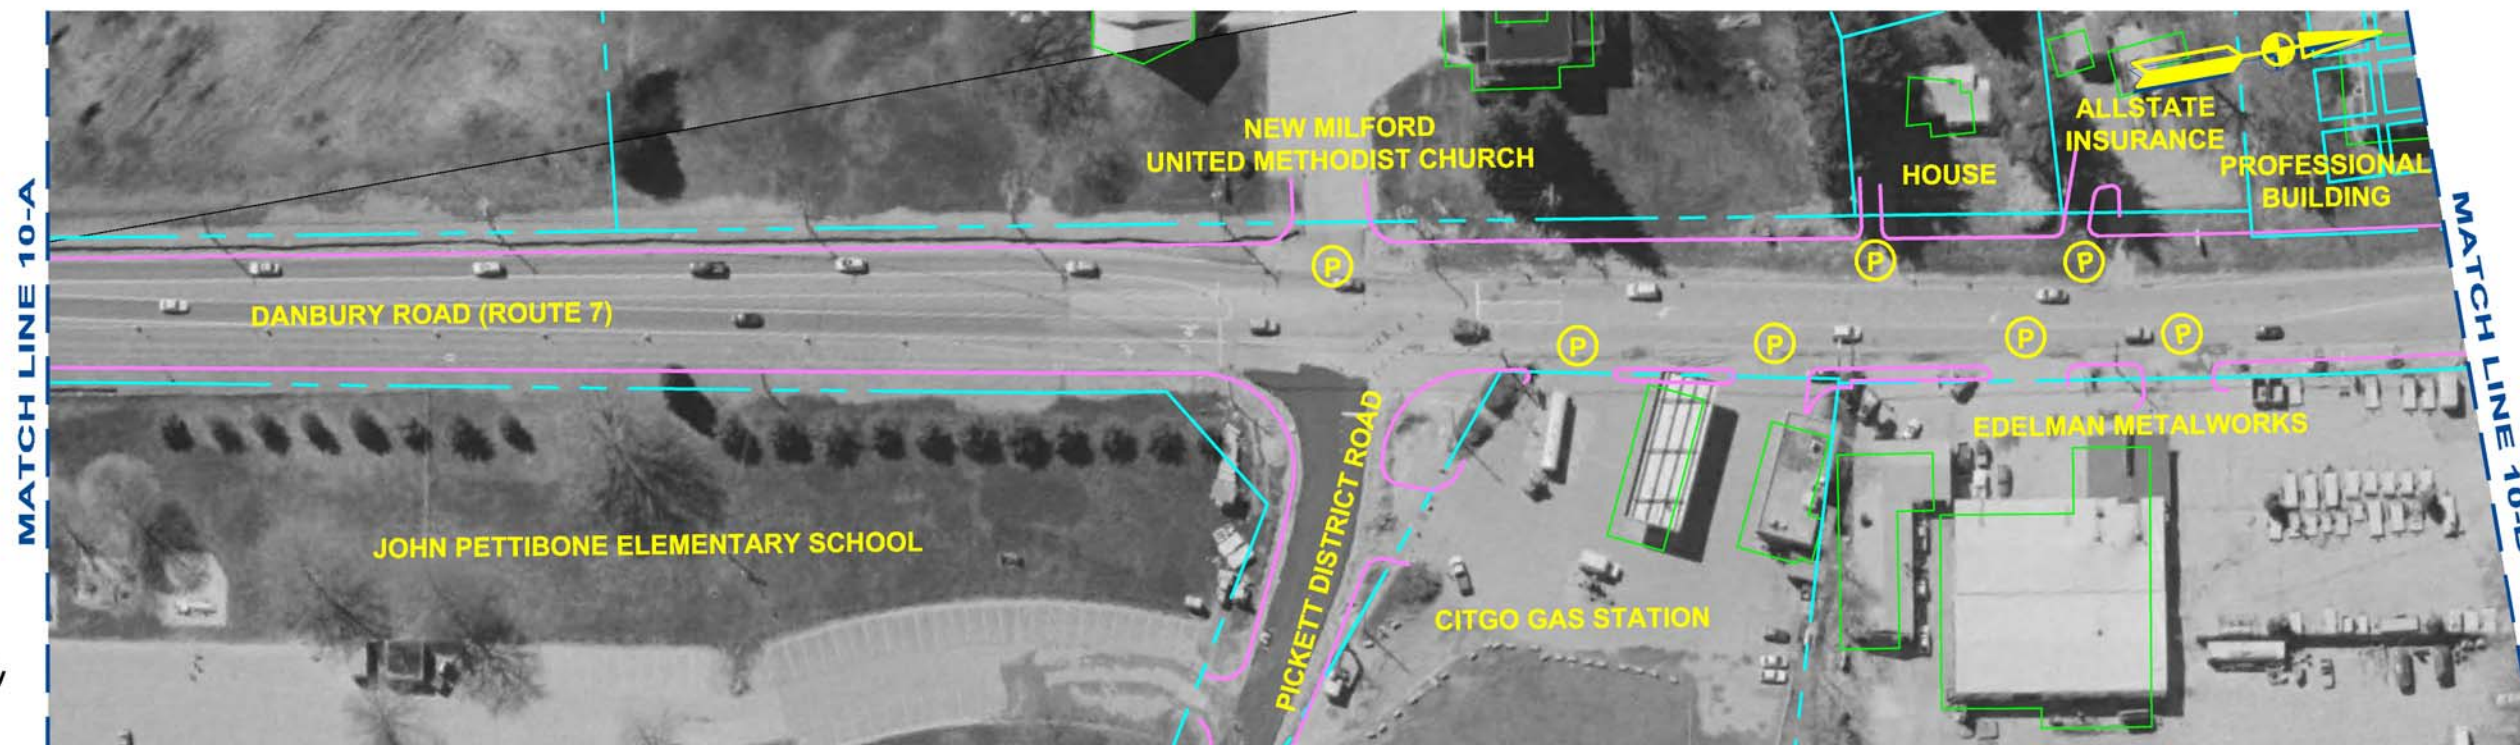 MATCH LINE 10-A
NEW MILFORD
UNITED METHODIST CHURCH
HOUSE
ALLSTATE
INSURANCE
PROFESSIONAL
BUILDING
P
P
P
DANBURY ROAD (ROUTE 7)
P
P
P
P
PICKETT DISTRICT ROAD
EDELMAN METALWORKS
JOHN PETTIBONE ELEMENTARY SCHOOL
CITGO GAS STATION
MATCH LINE